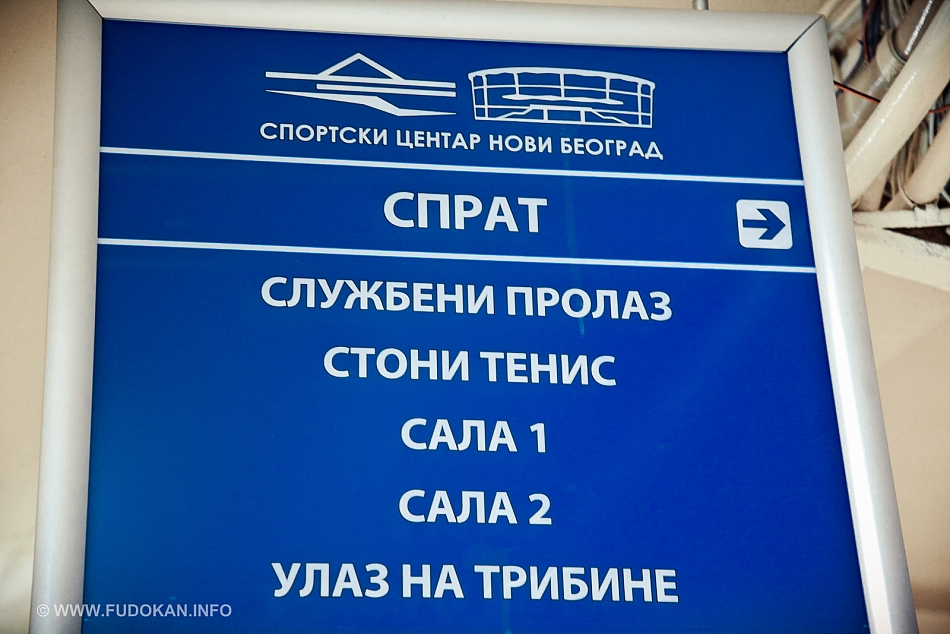 СПОРТСКИ ЦЕНТАР НОВИ БЕОГРАД
СПРАТ
СЛУЖБЕНИ ПРОЛАЗ
СТОНИ ТЕНИС
САЛА 1
САЛА 2
УЛАЗ НА ТРИБИНЕ
© WWW.FUDOKAN.INFO